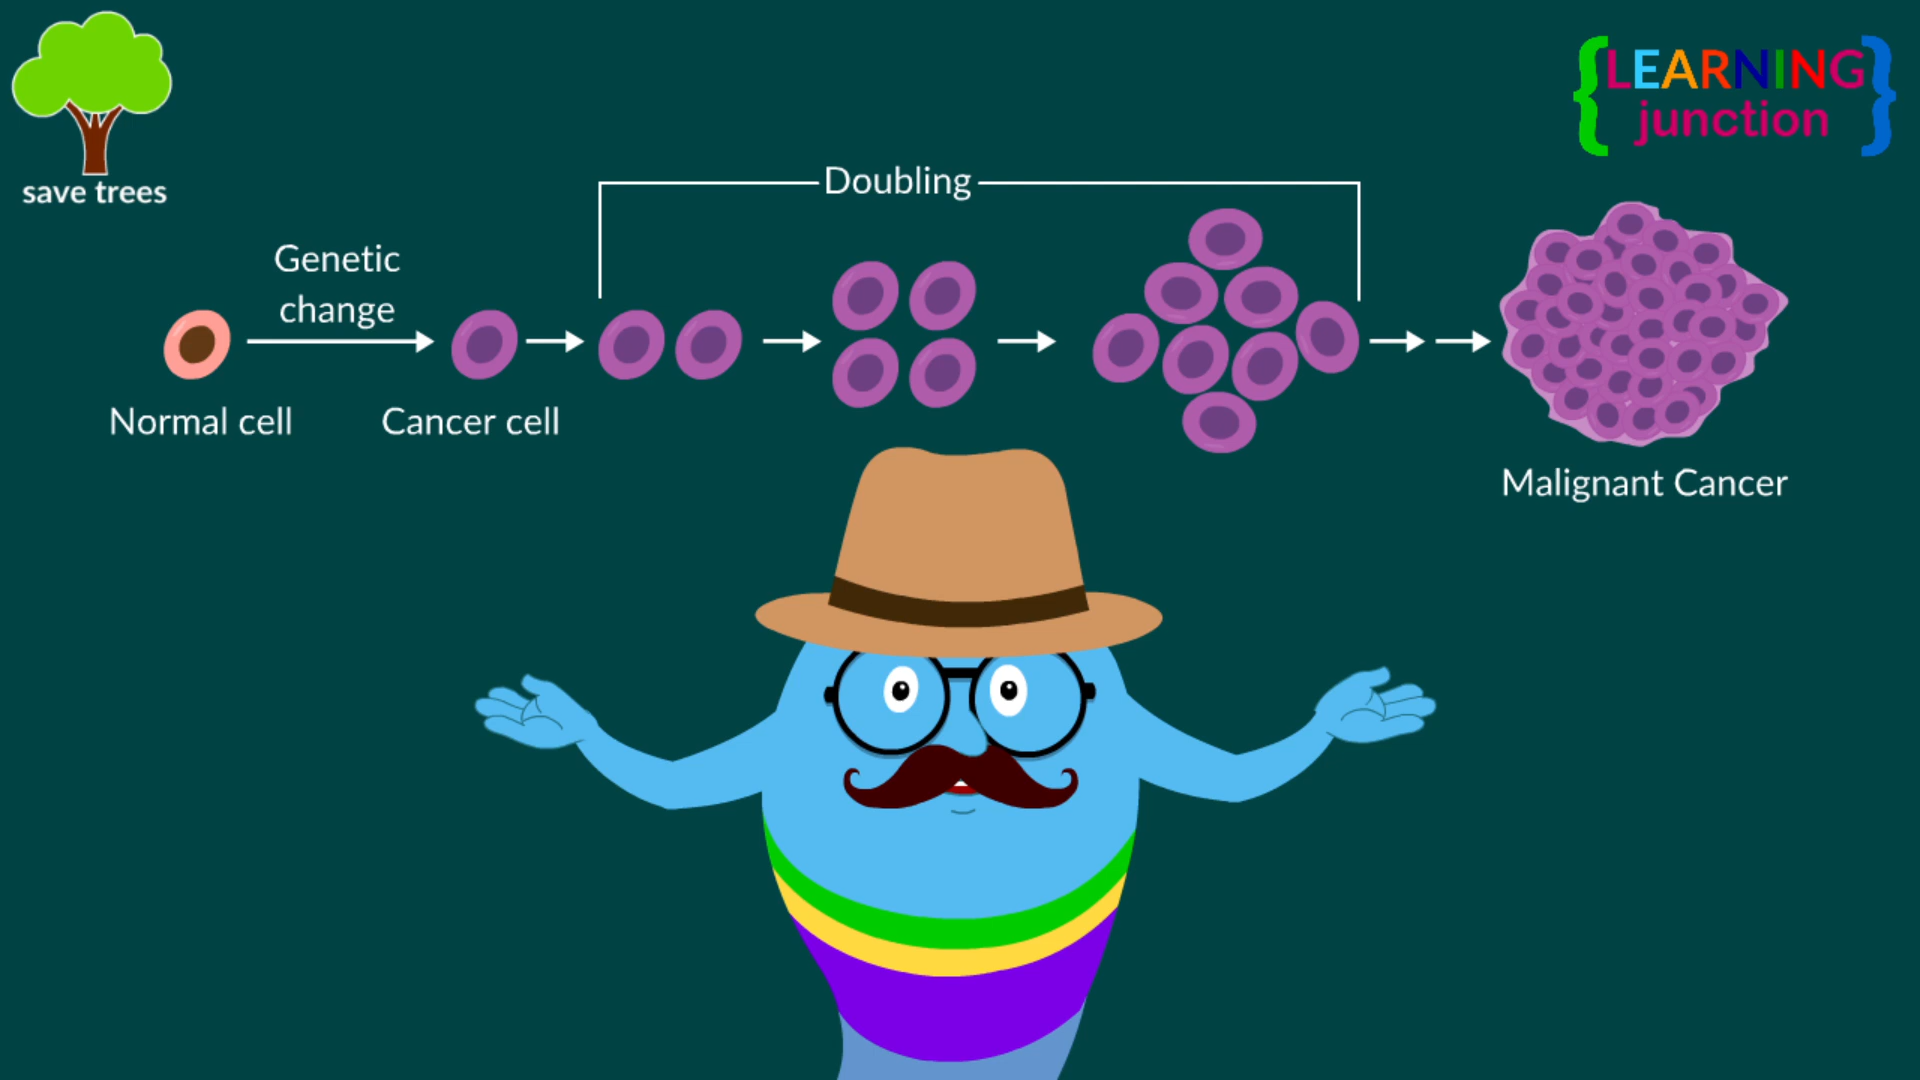 save trees
LEARNING
junction
Doubling
Genetic
change
Normal cell
Cancer cell
Malignant Cancer